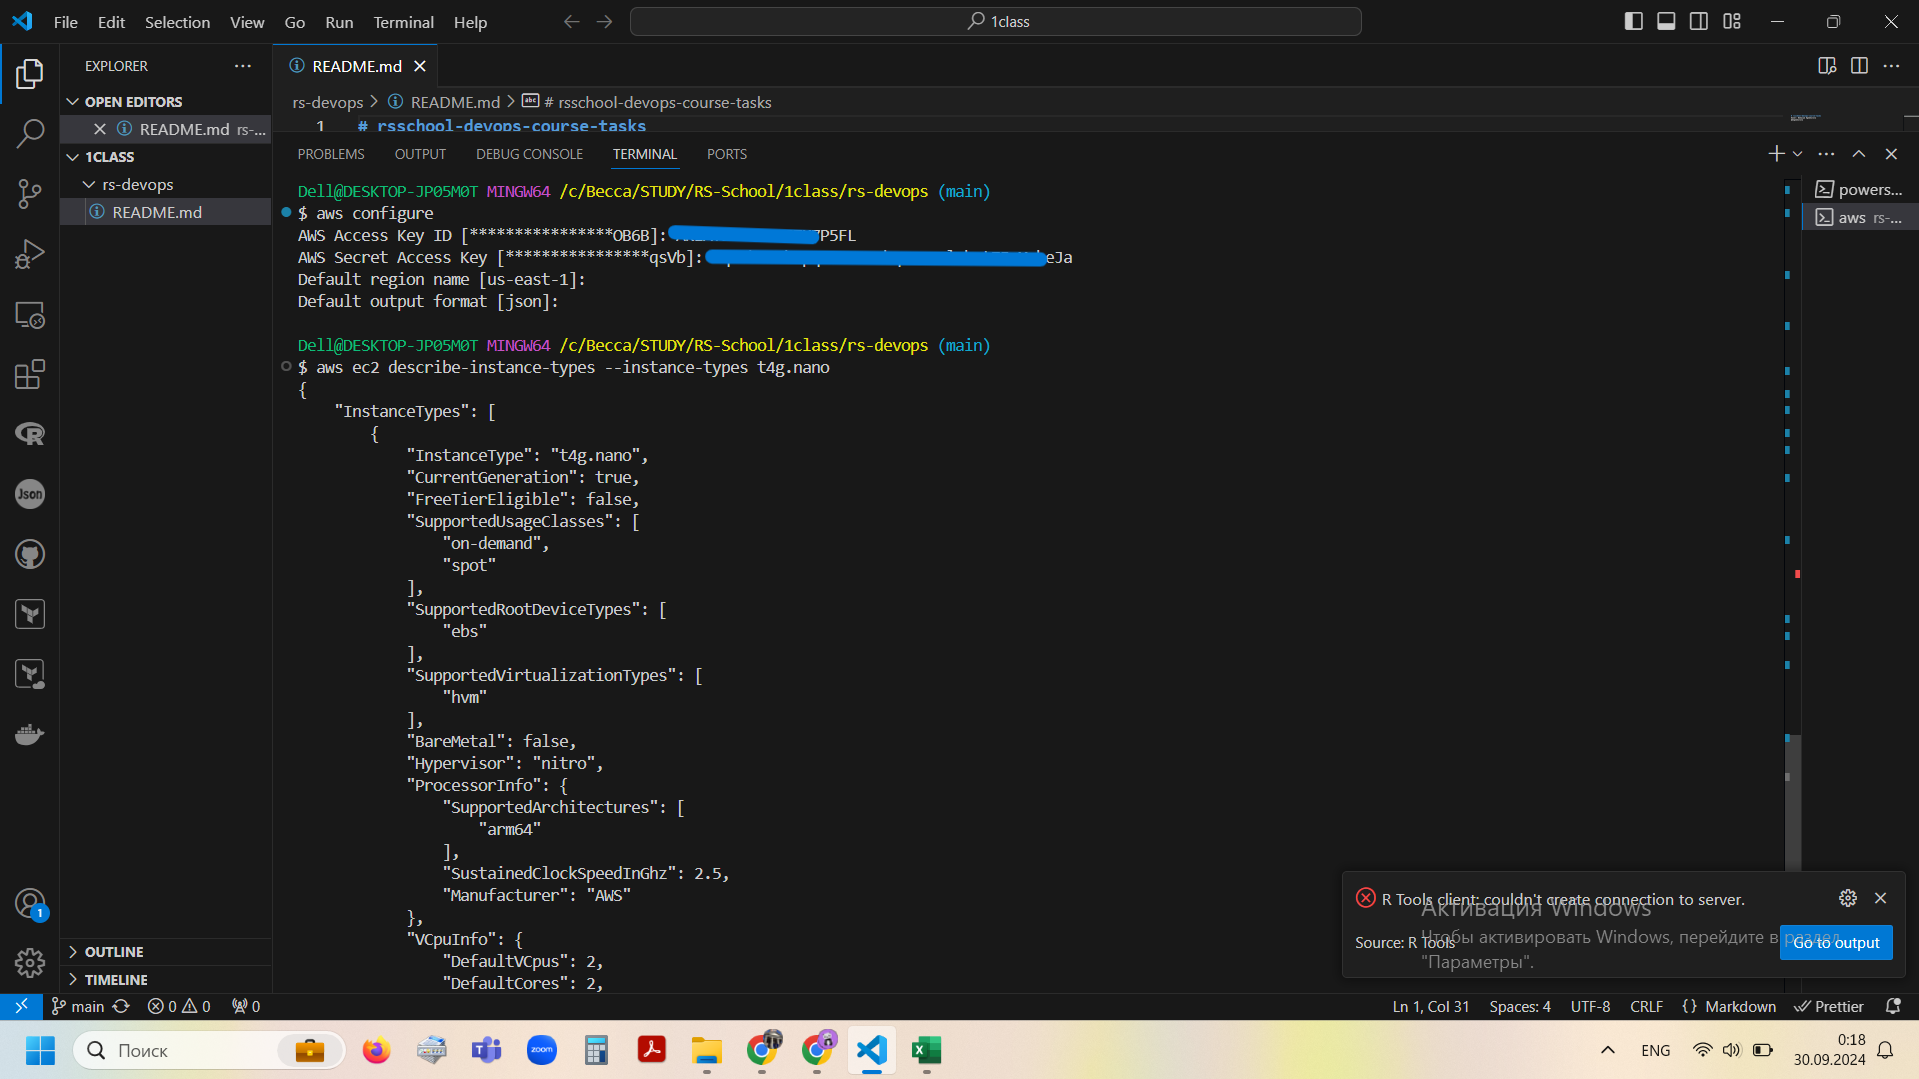 File Edit Selection View Go Run Terminal Help
1class
EXPLORER
OPEN EDITORS
README.md rs-...
1CLASS
rs-devops
README.md
OUTLINE
TIMELINE
README.md
rs-devops > README.md > # rsschool-devops-course-tasks
1 # rsschool-devops-course-tasks
PROBLEMS OUTPUT DEBUG CONSOLE TERMINAL PORTS
powers...
aws rs-...
Dell@DESKTOP-JP05M0T MINGW64 /c/Becca/STUDY/RS-School/1class/rs-devops (main)
$ aws configure
AWS Access Key ID [****************OB6B]: 7P5FL
AWS Secret Access Key [****************qsVb]: eJa
Default region name [us-east-1]:
Default output format [json]:
Dell@DESKTOP-JP05M0T MINGW64 /c/Becca/STUDY/RS-School/1class/rs-devops (main)
$ aws ec2 describe-instance-types --instance-types t4g.nano
{
"InstanceTypes": [
{
"InstanceType": "t4g.nano",
"CurrentGeneration": true,
"FreeTierEligible": false,
"SupportedUsageClasses": [
"on-demand",
"spot"
],
"SupportedRootDeviceTypes": [
"ebs"
],
"SupportedVirtualizationTypes": [
"hvm"
],
"BareMetal": false,
"Hypervisor": "nitro",
"ProcessorInfo": {
"SupportedArchitectures": [
"arm64"
],
"SustainedClockSpeedInGhz": 2.5,
"Manufacturer": "AWS"
},
"VCpuInfo": {
"DefaultVCpus": 2,
"DefaultCores": 2,
R Tools client: couldn't create connection to server.
Source: R Tools
Go to output
Активация Windows
Чтобы активировать Windows, перейдите в раздел
"Параметры".
Json
1
main 0 0 0
Ln 1, Col 31 Spaces: 4 UTF-8 CRLF {} Markdown Prettier
Поиск
zoom
ENG
0:18
30.09.2024